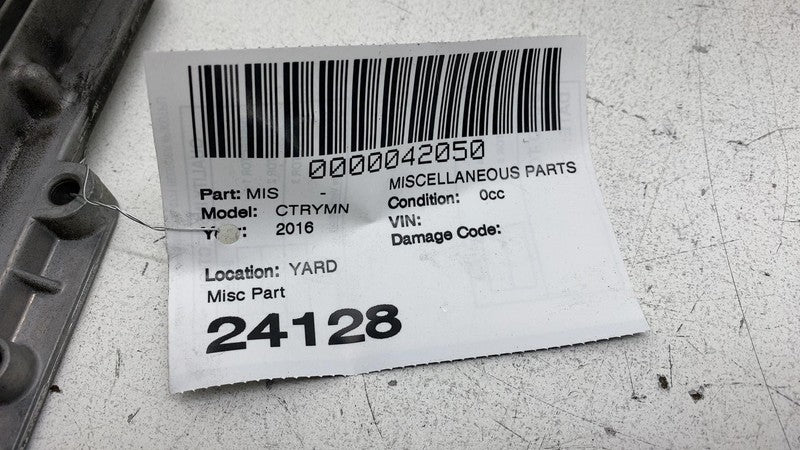 0000042050
Part: MIS - MISCELLANEOUS PARTS
Model: CTRYMN Condition: 0cc
2016 VIN:
Damage Code:
Location: YARD
Misc Part
24128